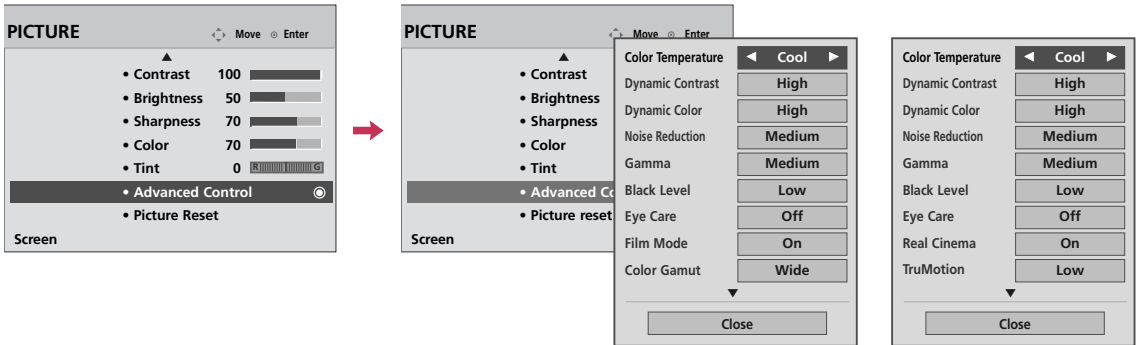 PICTURE
Move Enter
• Contrast 100
• Brightness 50
• Sharpness 70
• Color 70
• Tint 0 R G
• Advanced Control
• Picture Reset
Screen
PICTURE
Move Enter
• Contrast
• Brightness
• Sharpness
• Color
• Tint
• Advanced Co
• Picture reset
Screen
Color Temperature ◀ Cool ▶
Dynamic Contrast High
Dynamic Color High
Noise Reduction Medium
Gamma Medium
Black Level Low
Eye Care Off
Film Mode On
Color Gamut Wide
Close
Color Temperature ◀ Cool ▶
Dynamic Contrast High
Dynamic Color High
Noise Reduction Medium
Gamma Medium
Black Level Low
Eye Care Off
Real Cinema On
TruMotion Low
Close